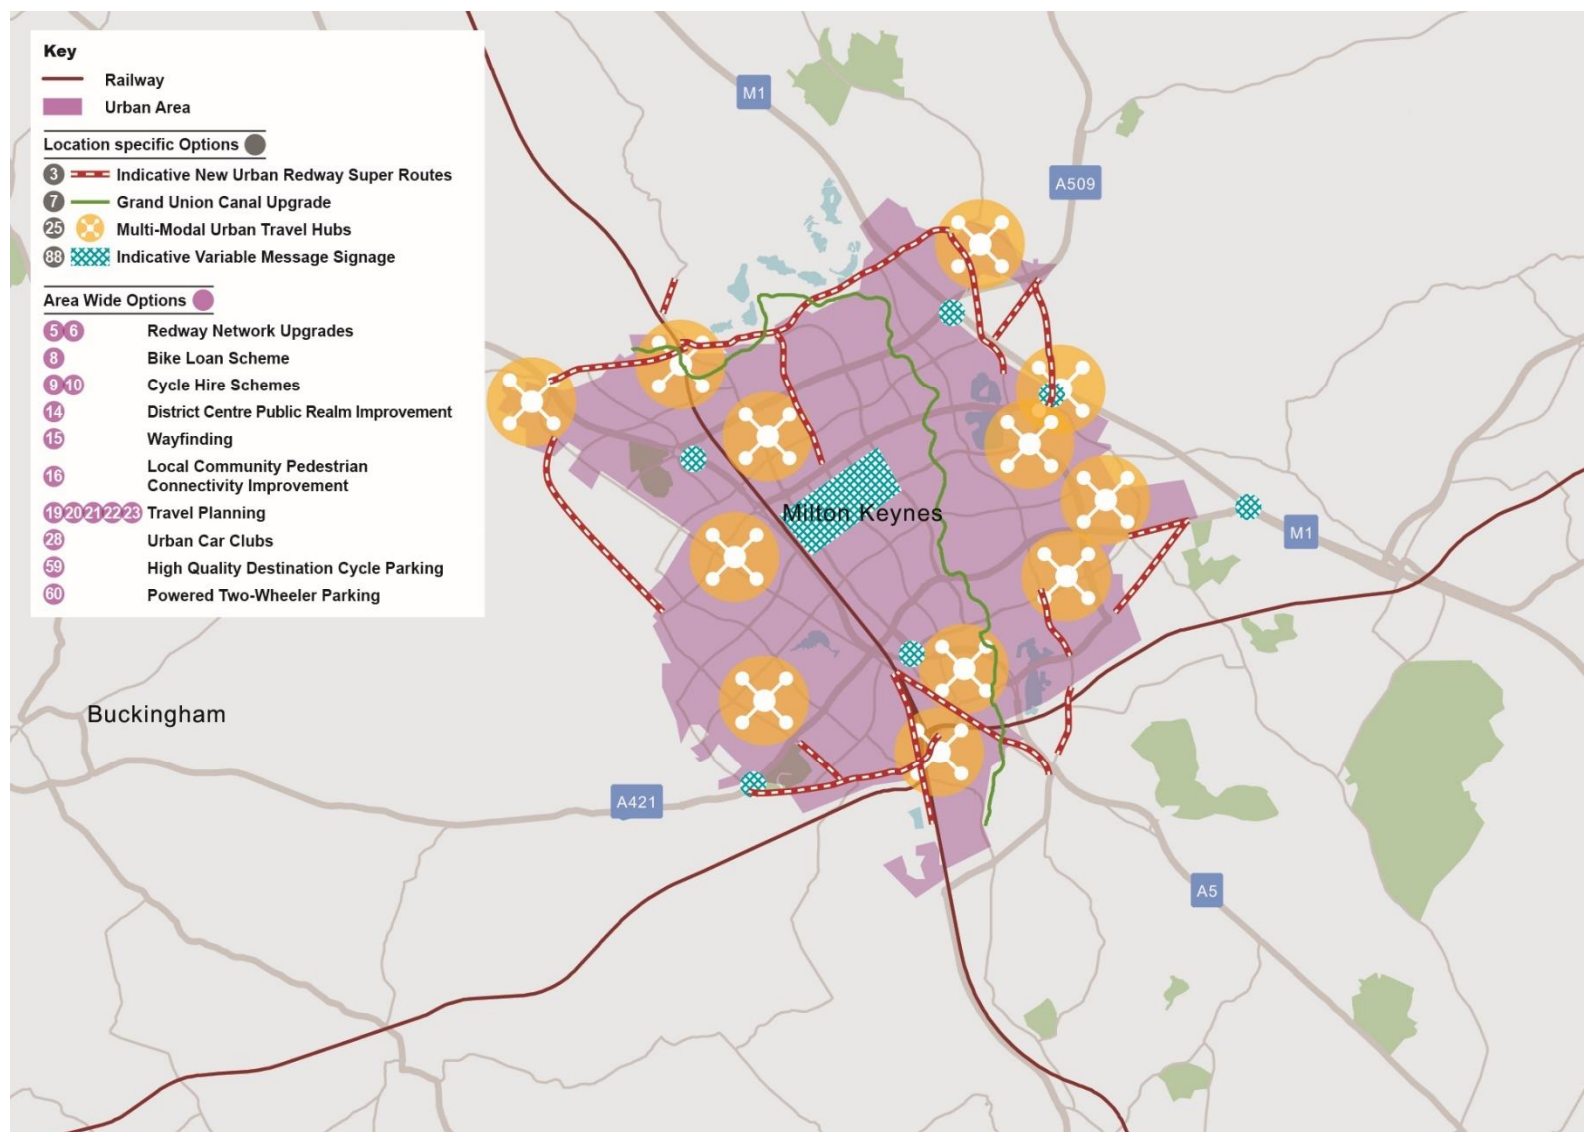 Key
Railway
Urban Area
Location specific Options
3 Indicative New Urban Redway Super Routes
7 Grand Union Canal Upgrade
25 Multi-Modal Urban Travel Hubs
88 Indicative Variable Message Signage
Area Wide Options
5 6 Redway Network Upgrades
8 Bike Loan Scheme
9 10 Cycle Hire Schemes
14 District Centre Public Realm Improvement
15 Wayfinding
16 Local Community Pedestrian
Connectivity Improvement
19 20 21 22 23 Travel Planning
28 Urban Car Clubs
59 High Quality Destination Cycle Parking
60 Powered Two-Wheeler Parking
M1
A509
Milton Keynes
M1
Buckingham
A421
A5